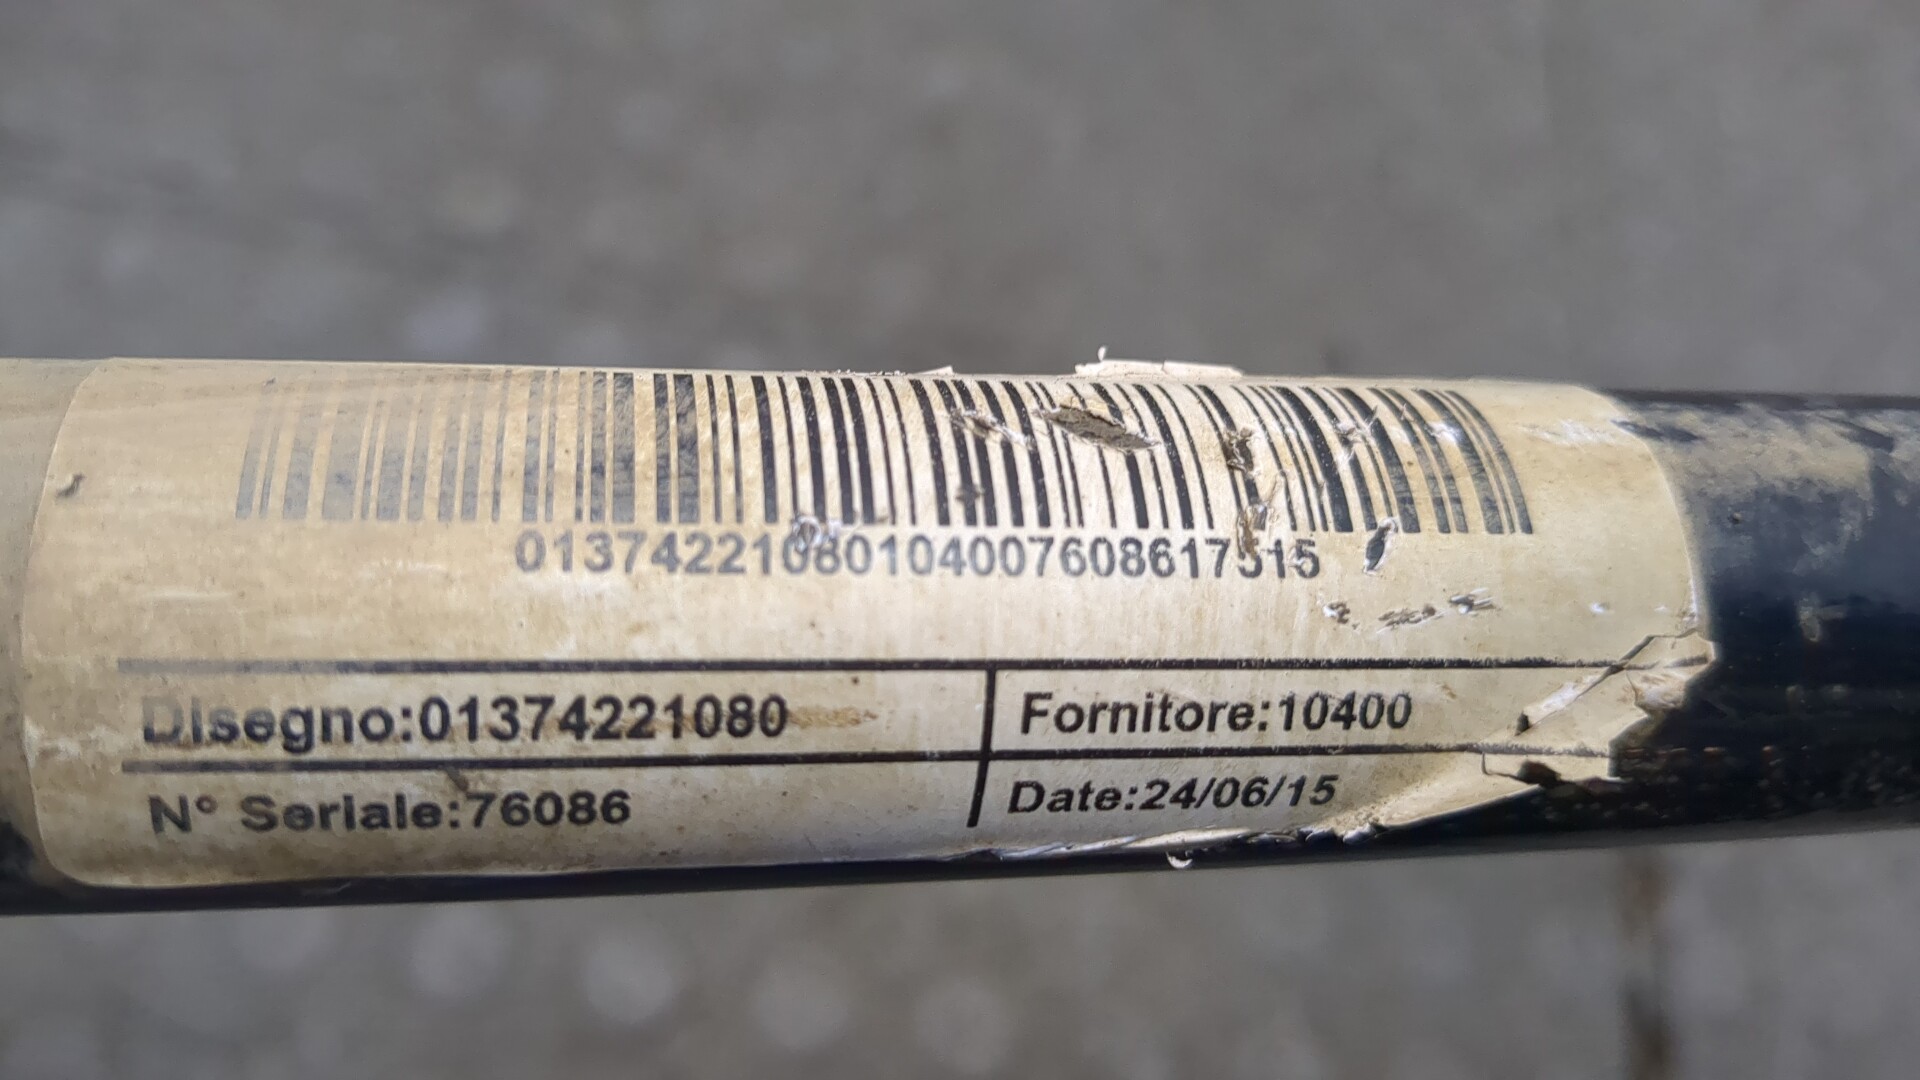 01374221080104007608617515
Disegno:01374221080
Fornitore:10400
N° Seriale:76086
Date:24/06/15